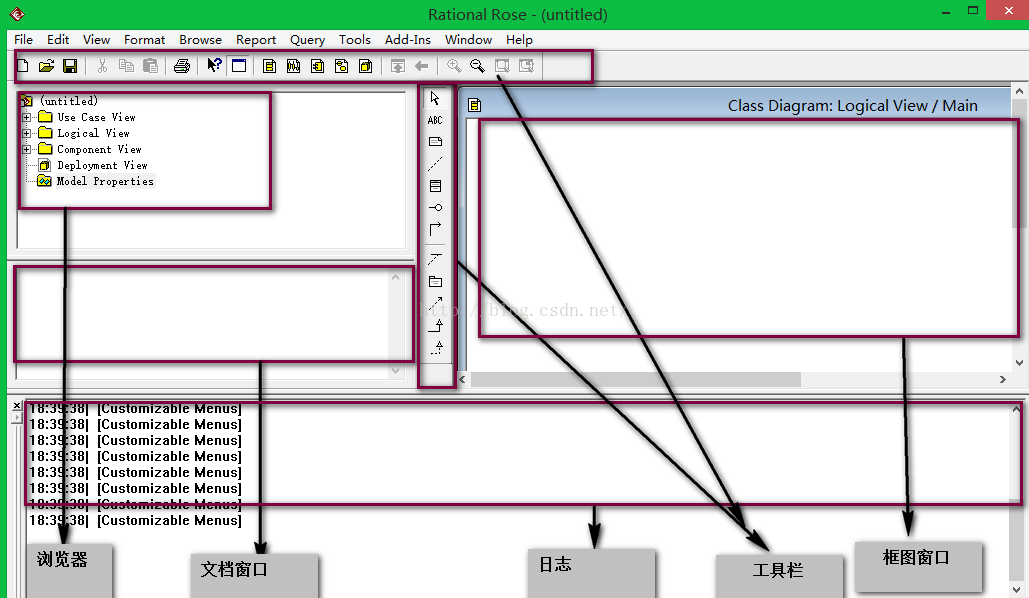 Rational Rose - (untitled)
File Edit View Format Browse Report Query Tools Add-Ins Window Help
(untitled)
Use Case View
Logical View
Component View
Deployment View
Model Properties
ABC
Class Diagram: Logical View / Main
http://blog.csdn.net/
18:39:38| [Customizable Menus]
18:39:38| [Customizable Menus]
18:39:38| [Customizable Menus]
18:39:38| [Customizable Menus]
18:39:38| [Customizable Menus]
18:39:38| [Customizable Menus]
18:39:38| [Customizable Menus]
18:39:38| [Customizable Menus]
浏览器
文档窗口
日志
工具栏
框图窗口